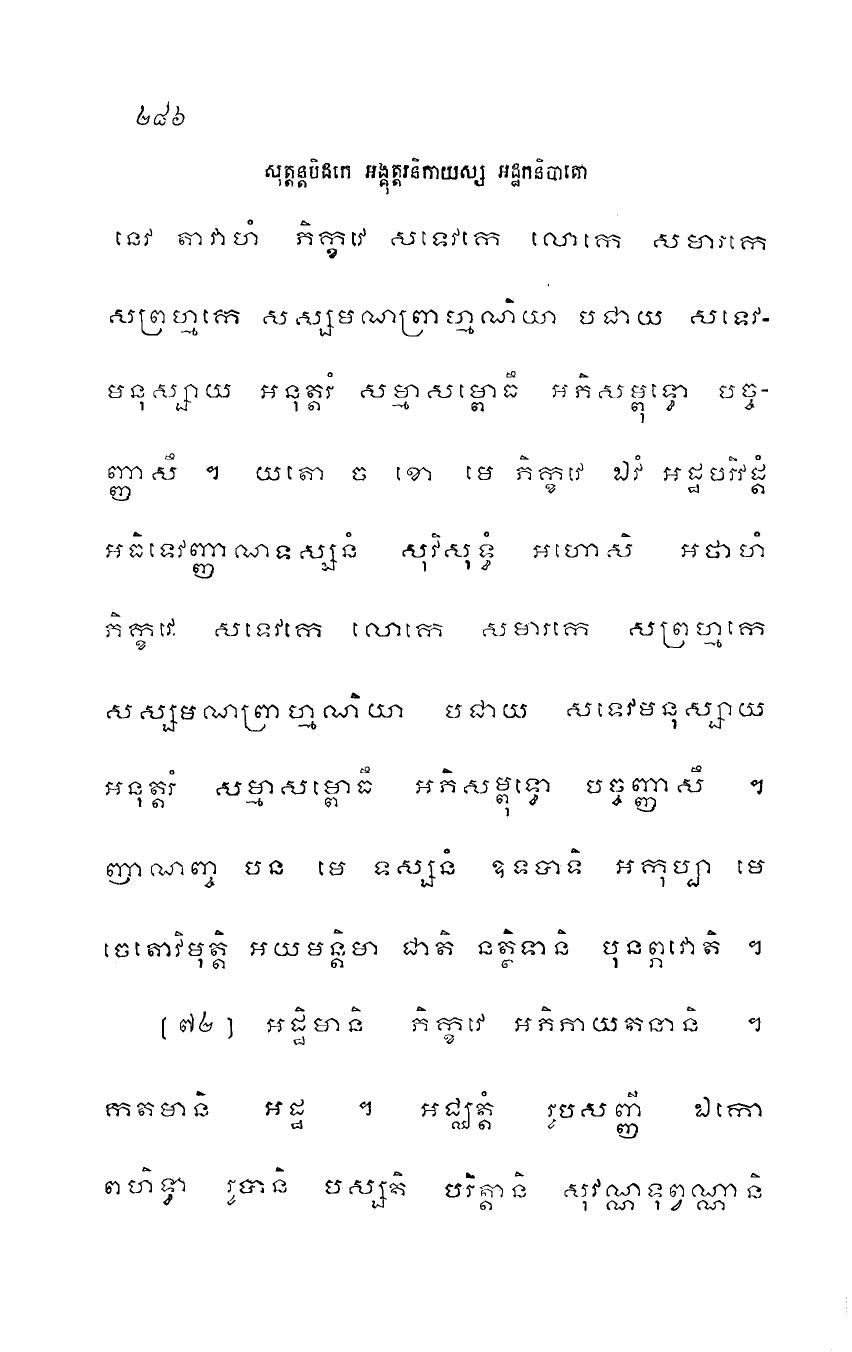 ២៨៦
សុត្តន្តបិដកេ អង្គុត្តរនិកាយស្ស អដ្ឋកនិបាតោ
នេវ តាវាហំ ភិក្ខវេ សទេវកេ លោកេ សមារកេ
សព្រហ្មកេ សស្សមណព្រាហ្មណិយា បជាយ សទេវ-
មនុស្សាយ អនុត្តរំ សម្មាសម្ពោធឹ អភិសម្ពុទ្ធោ បច្ច-
ញ្ញាសឹ ។ យតោ ច ខោ មេ ភិក្ខវេ ឯវំ អដ្ឋបរិវដ្តំ
អធិទេវញ្ញាណទស្សនំ សុវិសុទ្ធំ អហោសិ អថាហំ
ភិក្ខវេ សទេវកេ លោកេ សមារកេ សព្រហ្មកេ
សស្សមណព្រាហ្មណិយា បជាយ សទេវមនុស្សាយ
អនុត្តរំ សម្មាសម្ពោធឹ អភិសម្ពុទ្ធោ បច្ចញ្ញាសឹ ។
ញាណញ្ច បន មេ ទស្សនំ ឧទបាទិ អកុប្បា មេ
ចេតោវិមុត្តិ អយមន្តិមា ជាតិ នត្ថិទានិ បុនព្ភវោតិ ។
[៧២] អដ្ឋិមានិ ភិក្ខវេ អភិភាយតនានិ ។
កតមានិ អដ្ឋ ។ អជ្ឈត្តំ រូបសញ្ញី ឯកោ
ពហិទ្ធា រូបានិ បស្សតិ បរិត្តានិ សុវណ្ណទុព្វណ្ណានិ